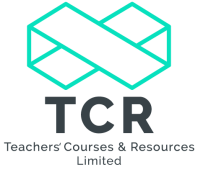 TCR
Teachers' Courses & Resources
Limited